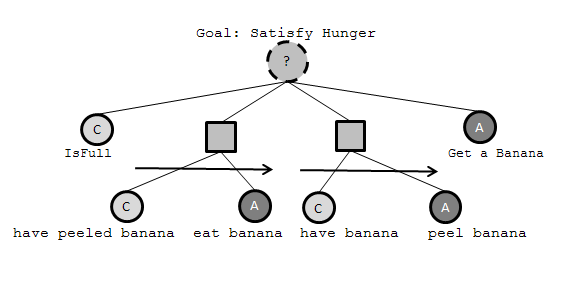 Goal: Satisfy Hunger
?
C
A
IsFull
Get a Banana
C
A
C
A
have peeled banana
eat banana
have banana
peel banana